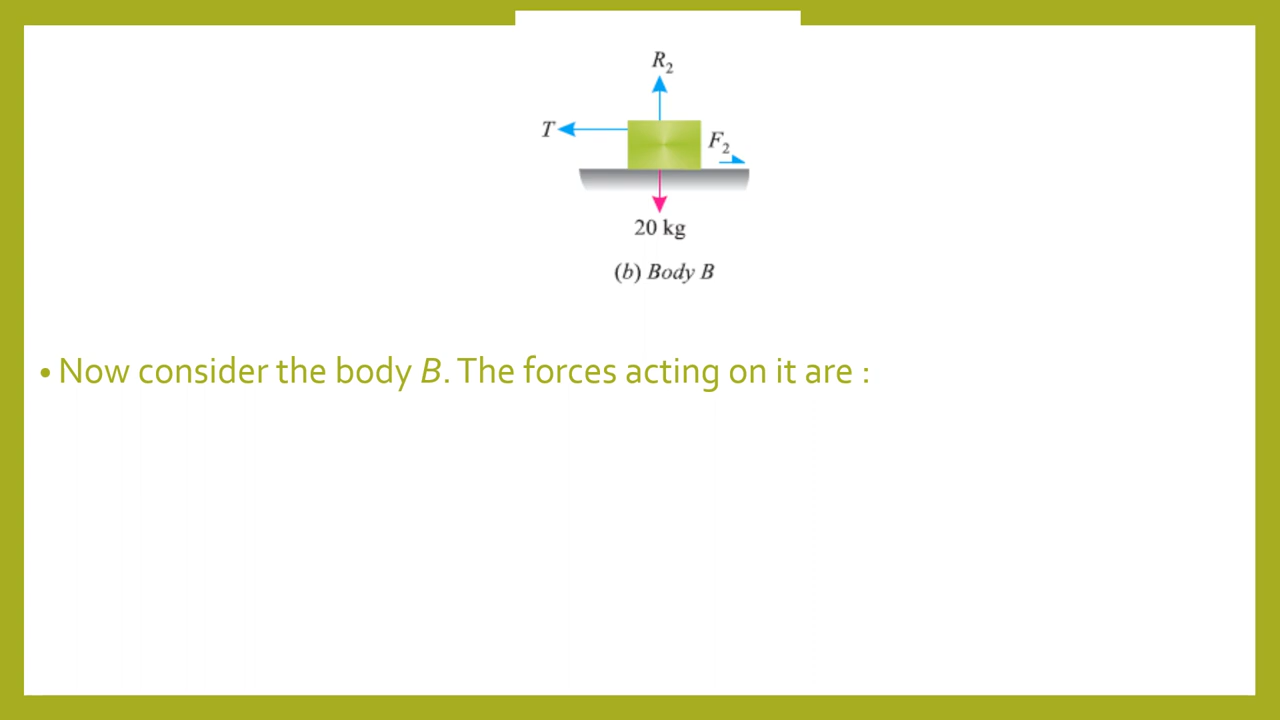 R₂
T
F₂
20 kg
(b) Body B
• Now consider the body B. The forces acting on it are :